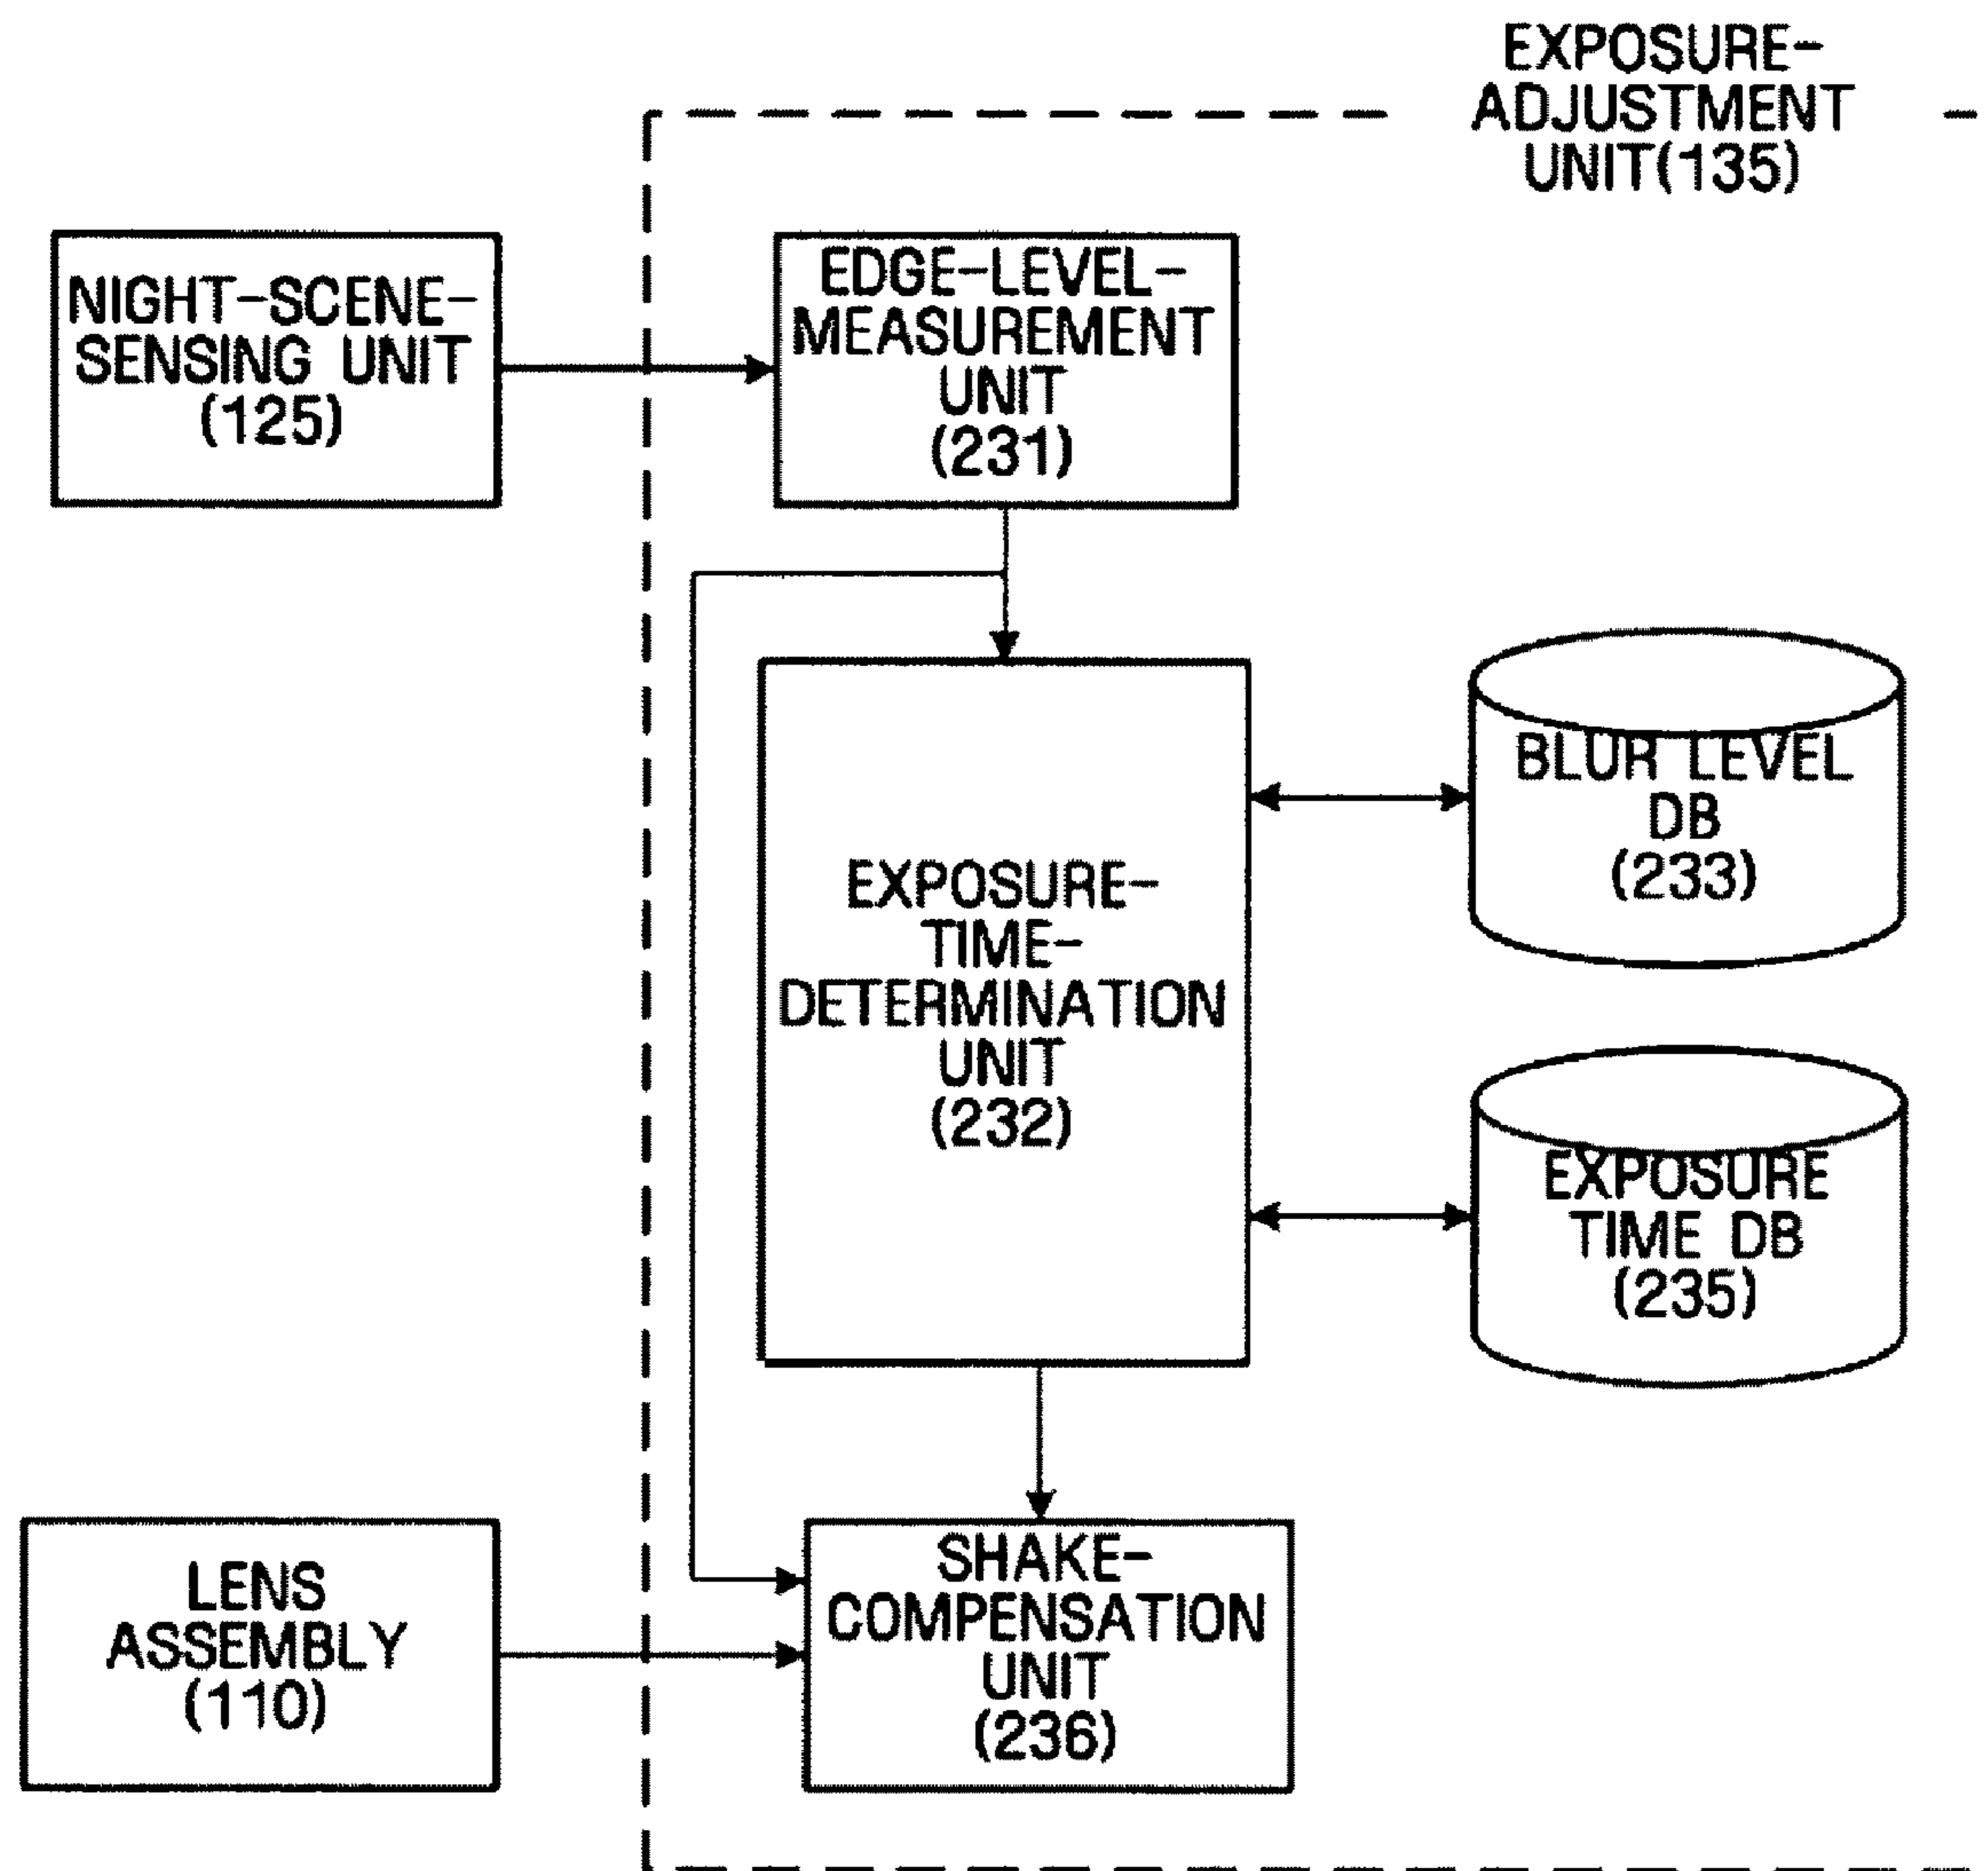 EXPOSURE-
ADJUSTMENT
UNIT(135)
NIGHT-SCENE-
SENSING UNIT
(125)
EDGE-LEVEL-
MEASUREMENT
UNIT
(231)
EXPOSURE-
TIME-
DETERMINATION
UNIT
(232)
BLUR LEVEL
DB
(233)
EXPOSURE
TIME DB
(235)
LENS
ASSEMBLY
(110)
SHAKE-
COMPENSATION
UNIT
(236)